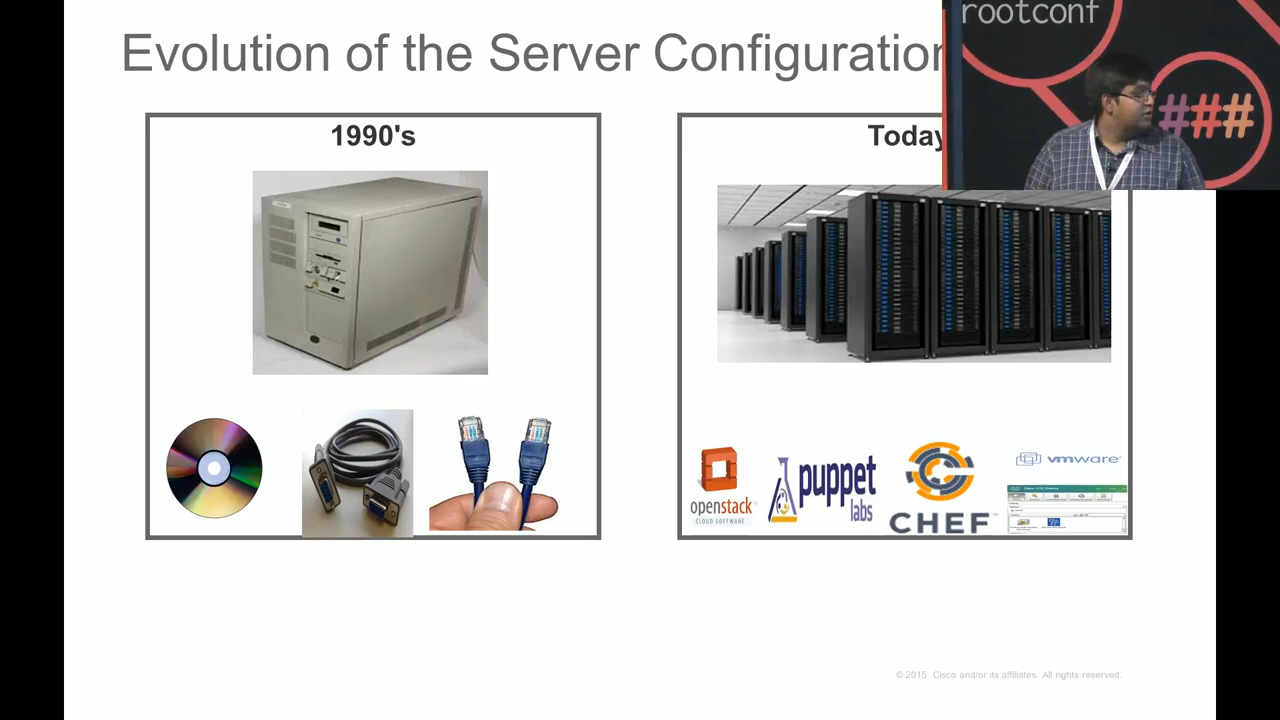 rootconf
###
Evolution of the Server Configuration
1990's
Today
openstack
CLOUD SOFTWARE
puppet
labs
CHEF
vmware
© 2015 Cisco and/or its affiliates. All rights reserved.